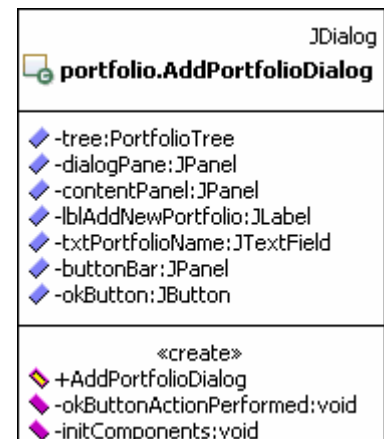 JDialog
portfolio.AddPortfolioDialog
-tree:PortfolioTree
-dialogPane:JPanel
-contentPanel:JPanel
-lblAddNewPortfolio:JLabel
-txtPortfolioName:JTextField
-buttonBar:JPanel
-okButton:JButton
«create»
+AddPortfolioDialog
-okButtonActionPerformed:void
-initComponents:void